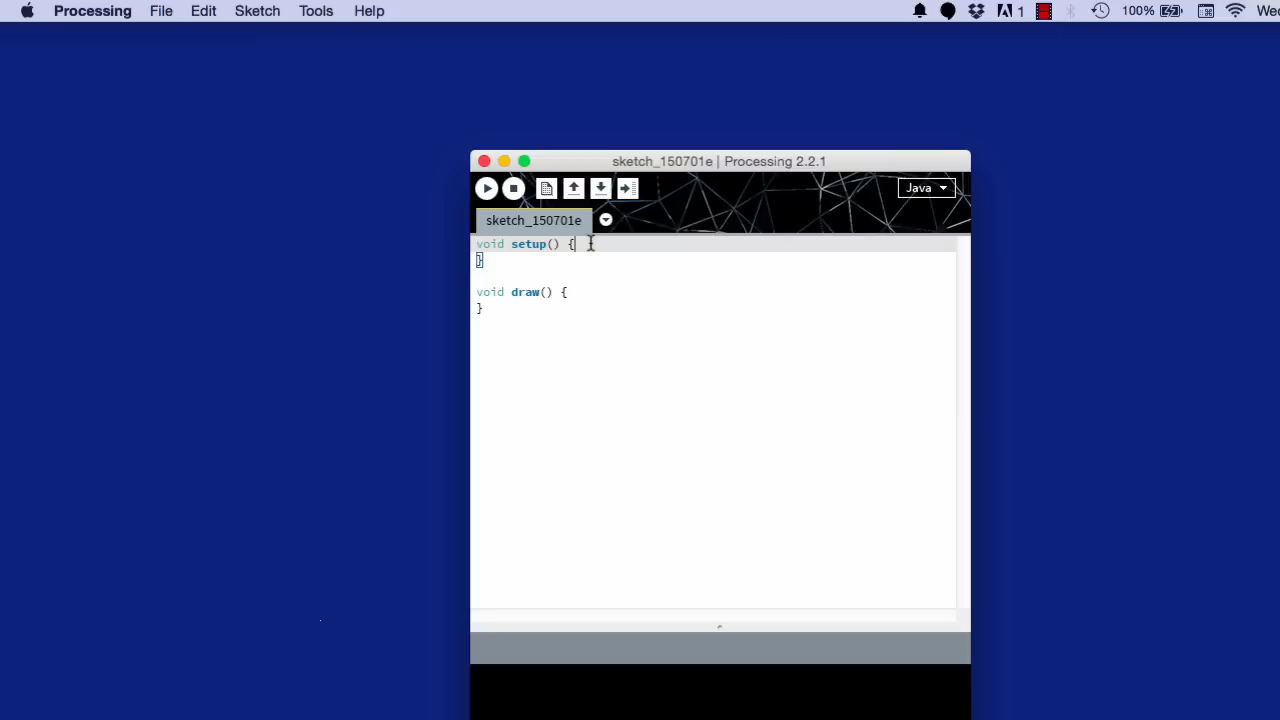 Processing File Edit Sketch Tools Help 1 100% Wed
sketch_150701e | Processing 2.2.1
Java
sketch_150701e
void setup() {
}
void draw() {
}